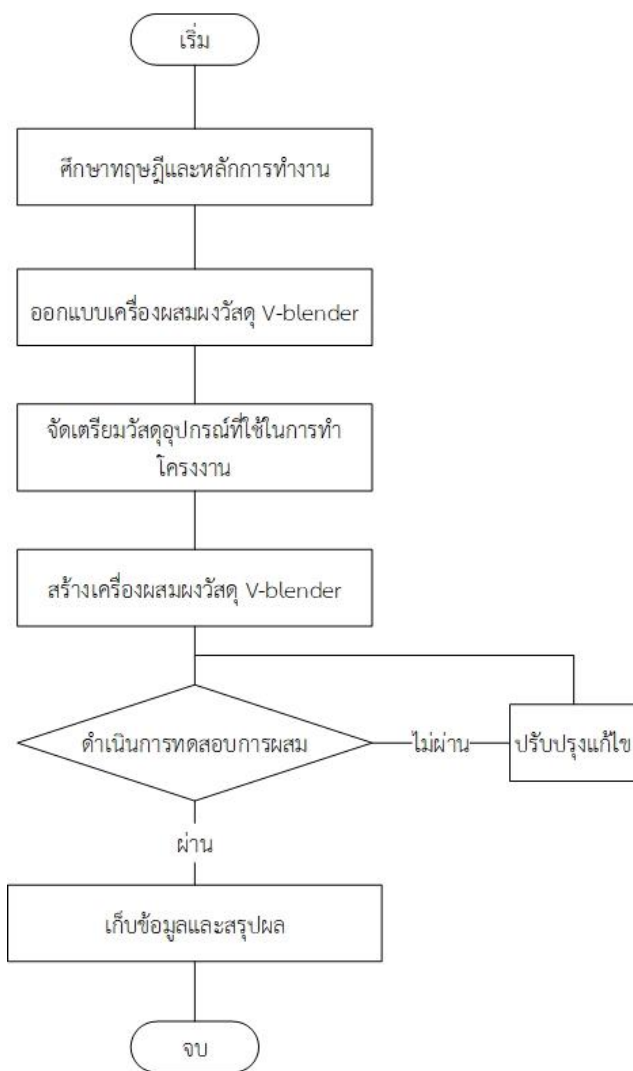 เริ่ม
ศึกษาทฤษฎีและหลักการทำงาน
ออกแบบเครื่องผสมผงวัสดุ V-blender
จัดเตรียมวัสดุอุปกรณ์ที่ใช้ในการทำ
โครงงาน
สร้างเครื่องผสมผงวัสดุ V-blender
ดำเนินการทดสอบการผสม
ไม่ผ่าน
ปรับปรุงแก้ไข
ผ่าน
เก็บข้อมูลและสรุปผล
จบ